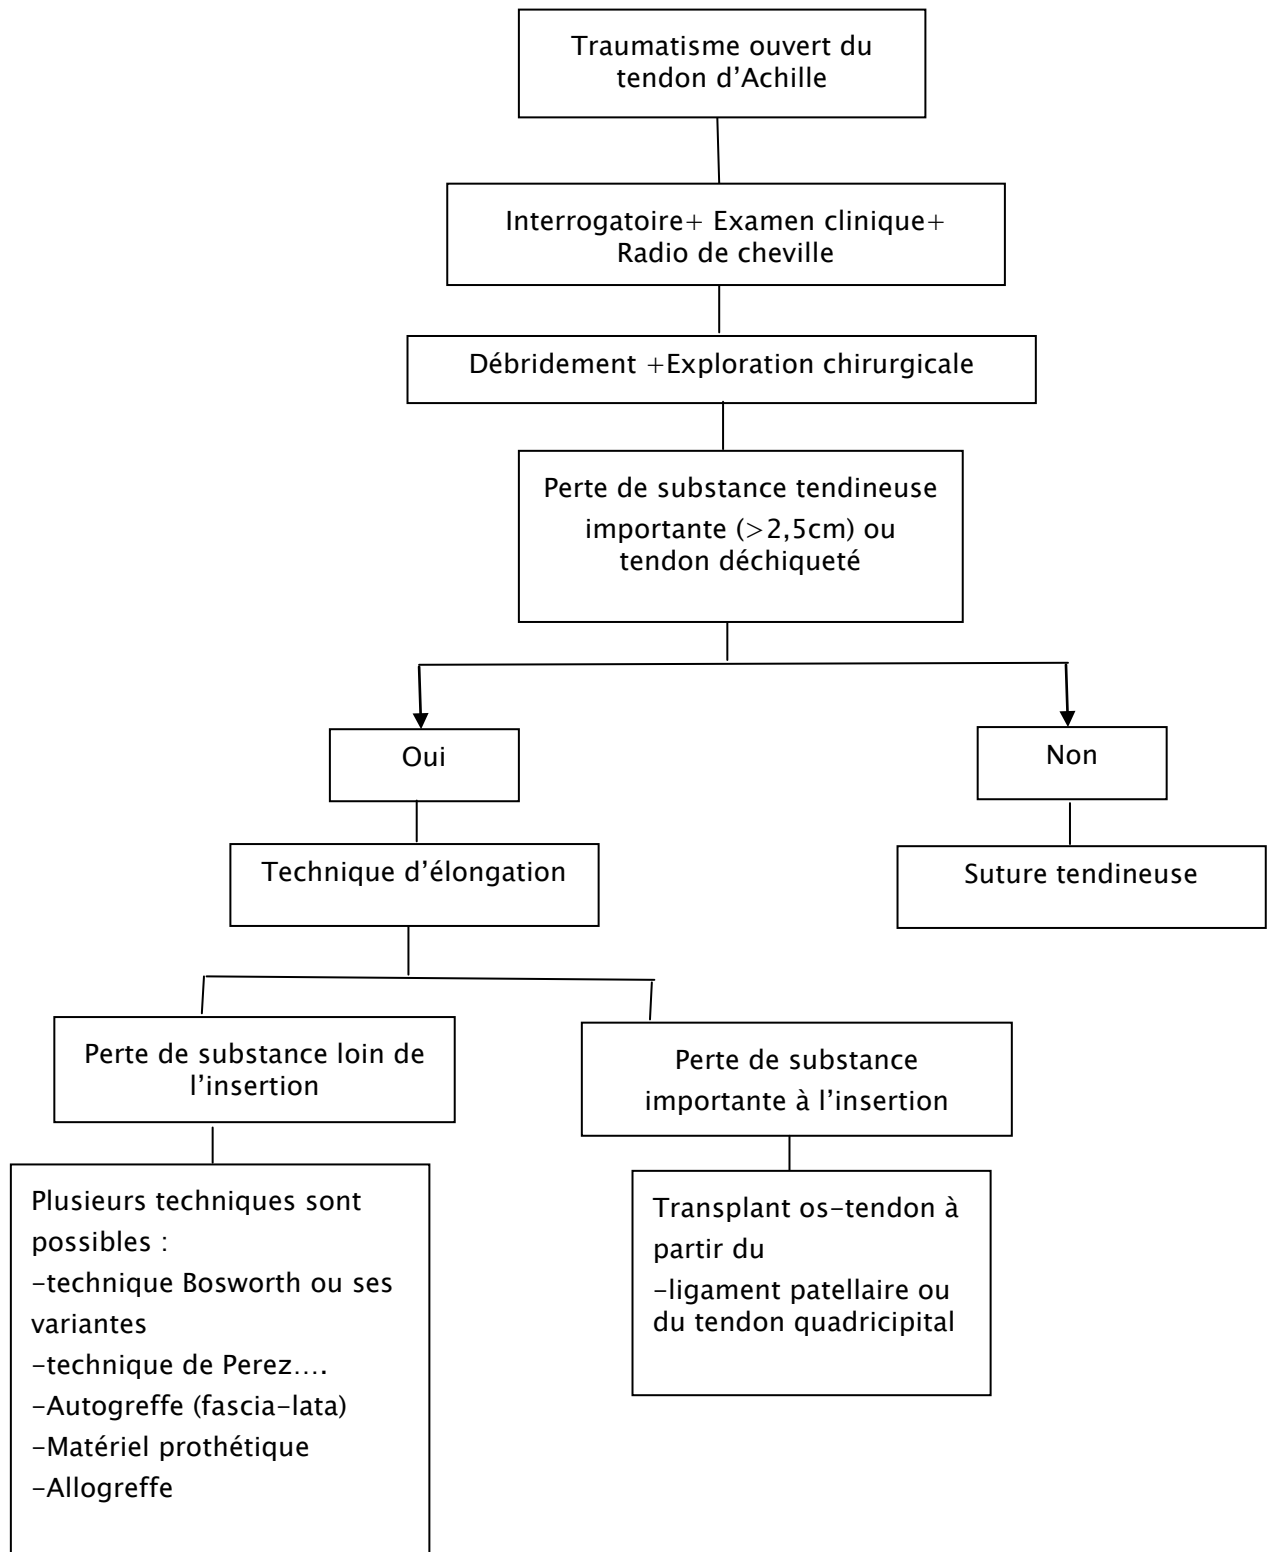 Traumatisme ouvert du
tendon d’Achille
Interrogatoire+ Examen clinique+
Radio de cheville
Débridement +Exploration chirurgicale
Perte de substance tendineuse
importante (>2,5cm) ou
tendon déchiqueté
Oui
Non
Technique d’élongation
Suture tendineuse
Perte de substance loin de
l’insertion
Perte de substance
importante à l’insertion
Plusieurs techniques sont
possibles :
-technique Bosworth ou ses
variantes
-technique de Perez….
-Autogreffe (fascia-lata)
-Matériel prothétique
-Allogreffe
Transplant os-tendon à
partir du
-ligament patellaire ou
du tendon quadricipital